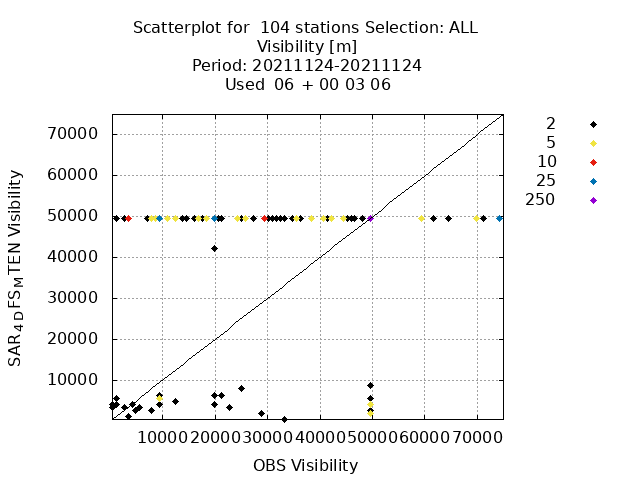 Scatterplot for  104 stations Selection: ALL
Visibility [m]
Period: 20211124-20211124
Used  06 + 00 03 06
70000
60000
50000
40000
30000
20000
10000
SAR4DFSMTEN Visibility
10000 20000 30000 40000 50000 60000 70000
OBS Visibility
2
5
10
25
250